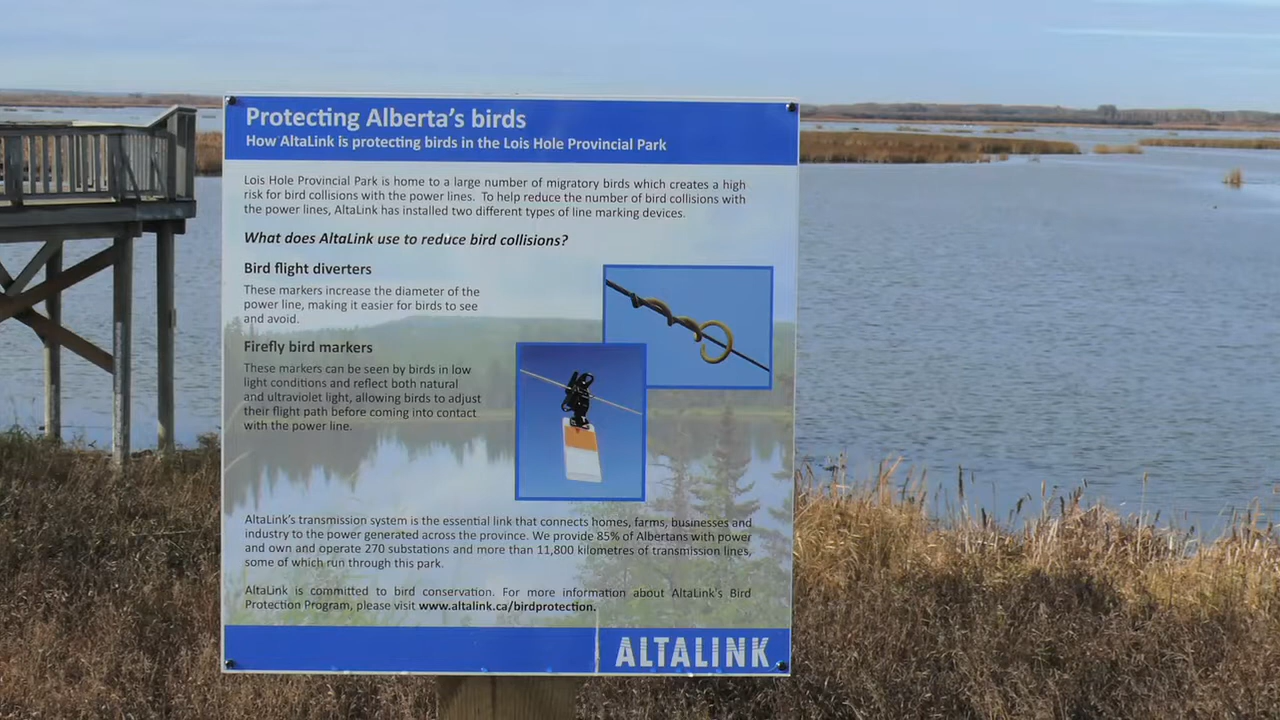 Protecting Alberta's birds
How AltaLink is protecting birds in the Lois Hole Provincial Park
Lois Hole Provincial Park is home to a large number of migratory birds which creates a high
risk for bird collisions with the power lines. To help reduce the number of bird collisions with
the power lines, AltaLink has installed two different types of line marking devices.
What does AltaLink use to reduce bird collisions?
Bird flight diverters
These markers increase the diameter of the
power line, making it easier for birds to see
and avoid.
Firefly bird markers
These markers can be seen by birds in low
light conditions and reflect both natural
and ultraviolet light, allowing birds to adjust
their flight path before coming into contact
with the power line.
AltaLink's transmission system is the essential link that connects homes, farms, businesses and
industry to the power generated across the province. We provide 85% of Albertans with power
and own and operate 270 substations and more than 11,800 kilometres of transmission lines,
some of which run through this park.
AltaLink is committed to bird conservation. For more information about AltaLink's Bird
Protection Program, please visit www.altalink.ca/birdprotection.
ALTALINK